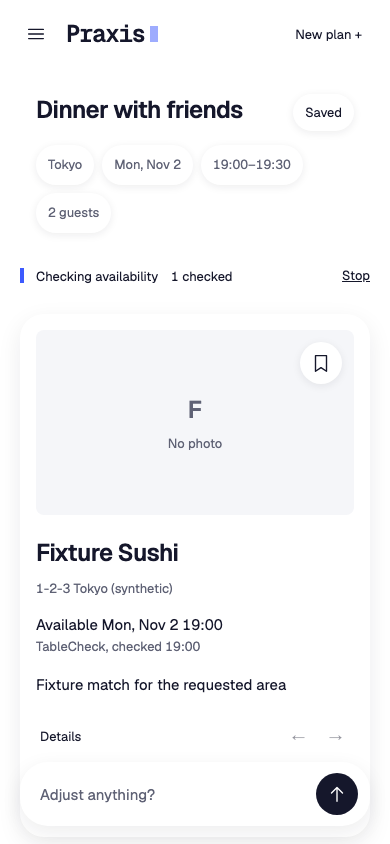 Praxis
New plan +
Dinner with friends
Saved
Tokyo
Mon, Nov 2
19:00–19:30
2 guests
Checking availability 1 checked
Stop
F
No photo
Fixture Sushi
1-2-3 Tokyo (synthetic)
Available Mon, Nov 2 19:00
TableCheck, checked 19:00
Fixture match for the requested area
Details
← →
Adjust anything?